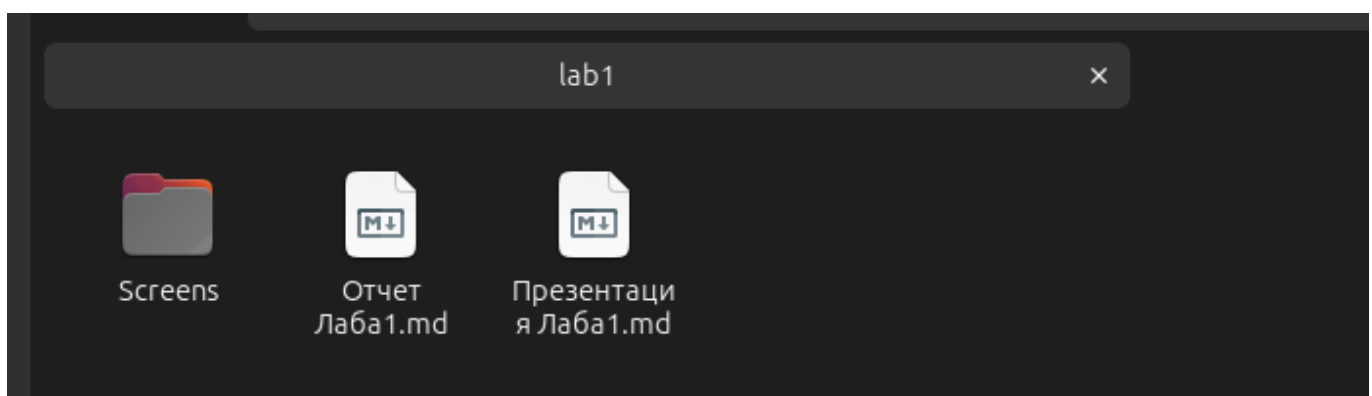 lab1
Screens
Отчет
Лаба1.md
Презентаци
я Лаба1.md